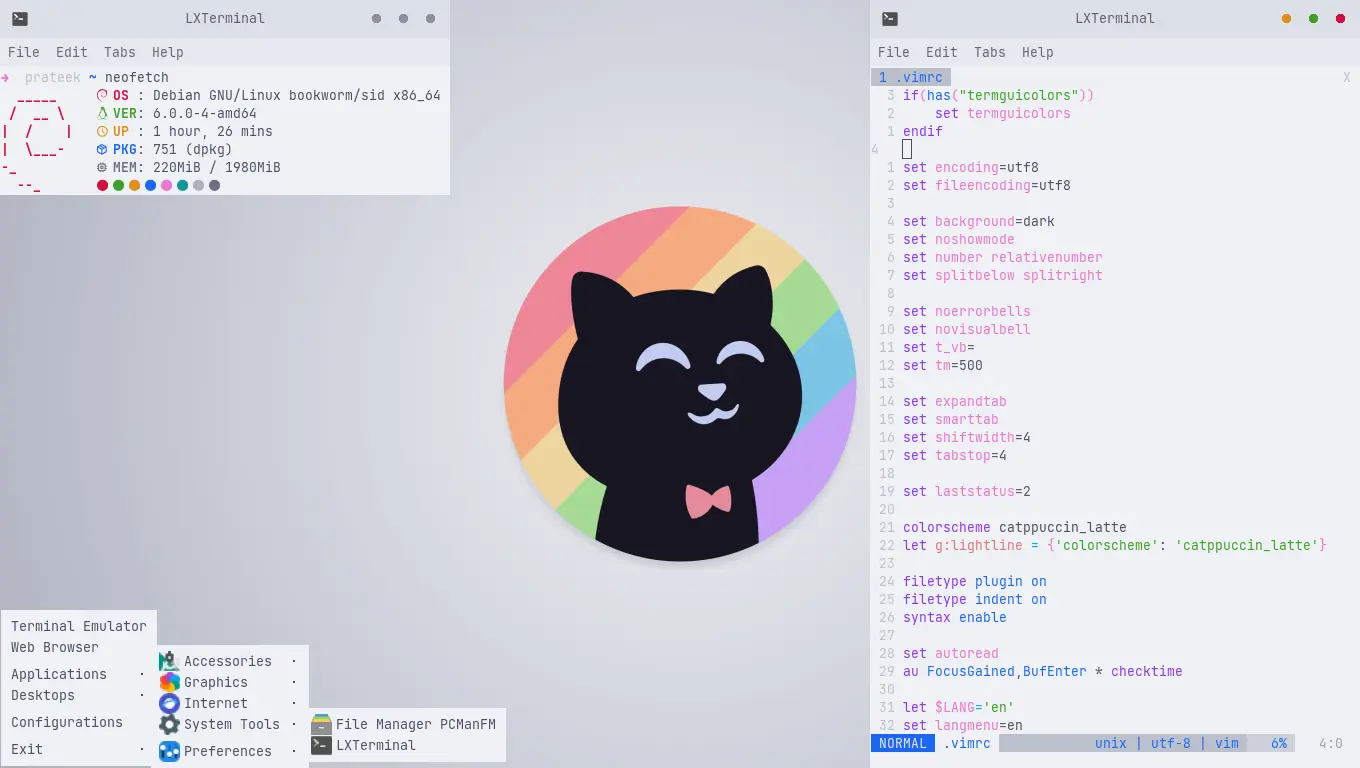 LXTerminal
File Edit Tabs Help
→ prateek ~ neofetch
OS : Debian GNU/Linux bookworm/sid x86_64
VER: 6.0.0-4-amd64
UP : 1 hour, 26 mins
PKG: 751 (dpkg)
MEM: 220MiB / 1980MiB
LXTerminal
File Edit Tabs Help
1 .vimrc X
3 if(has("termguicolors"))
2 set termguicolors
1 endif
4
1 set encoding=utf8
2 set fileencoding=utf8
3
4 set background=dark
5 set noshowmode
6 set number relativenumber
7 set splitbelow splitright
8
9 set noerrorbells
10 set novisualbell
11 set t_vb=
12 set tm=500
13
14 set expandtab
15 set smarttab
16 set shiftwidth=4
17 set tabstop=4
18
19 set laststatus=2
20
21 colorscheme catppuccin_latte
22 let g:lightline = {'colorscheme': 'catppuccin_latte'}
23
24 filetype plugin on
25 filetype indent on
26 syntax enable
27
28 set autoread
29 au FocusGained,BufEnter * checktime
30
31 let $LANG='en'
32 set langmenu=en
NORMAL .vimrc unix | utf-8 | vim 6% 4:0
Terminal Emulator
Web Browser
Applications
Desktops
Configurations
Exit
Accessories
Graphics
Internet
System Tools
Preferences
File Manager PCManFM
LXTerminal